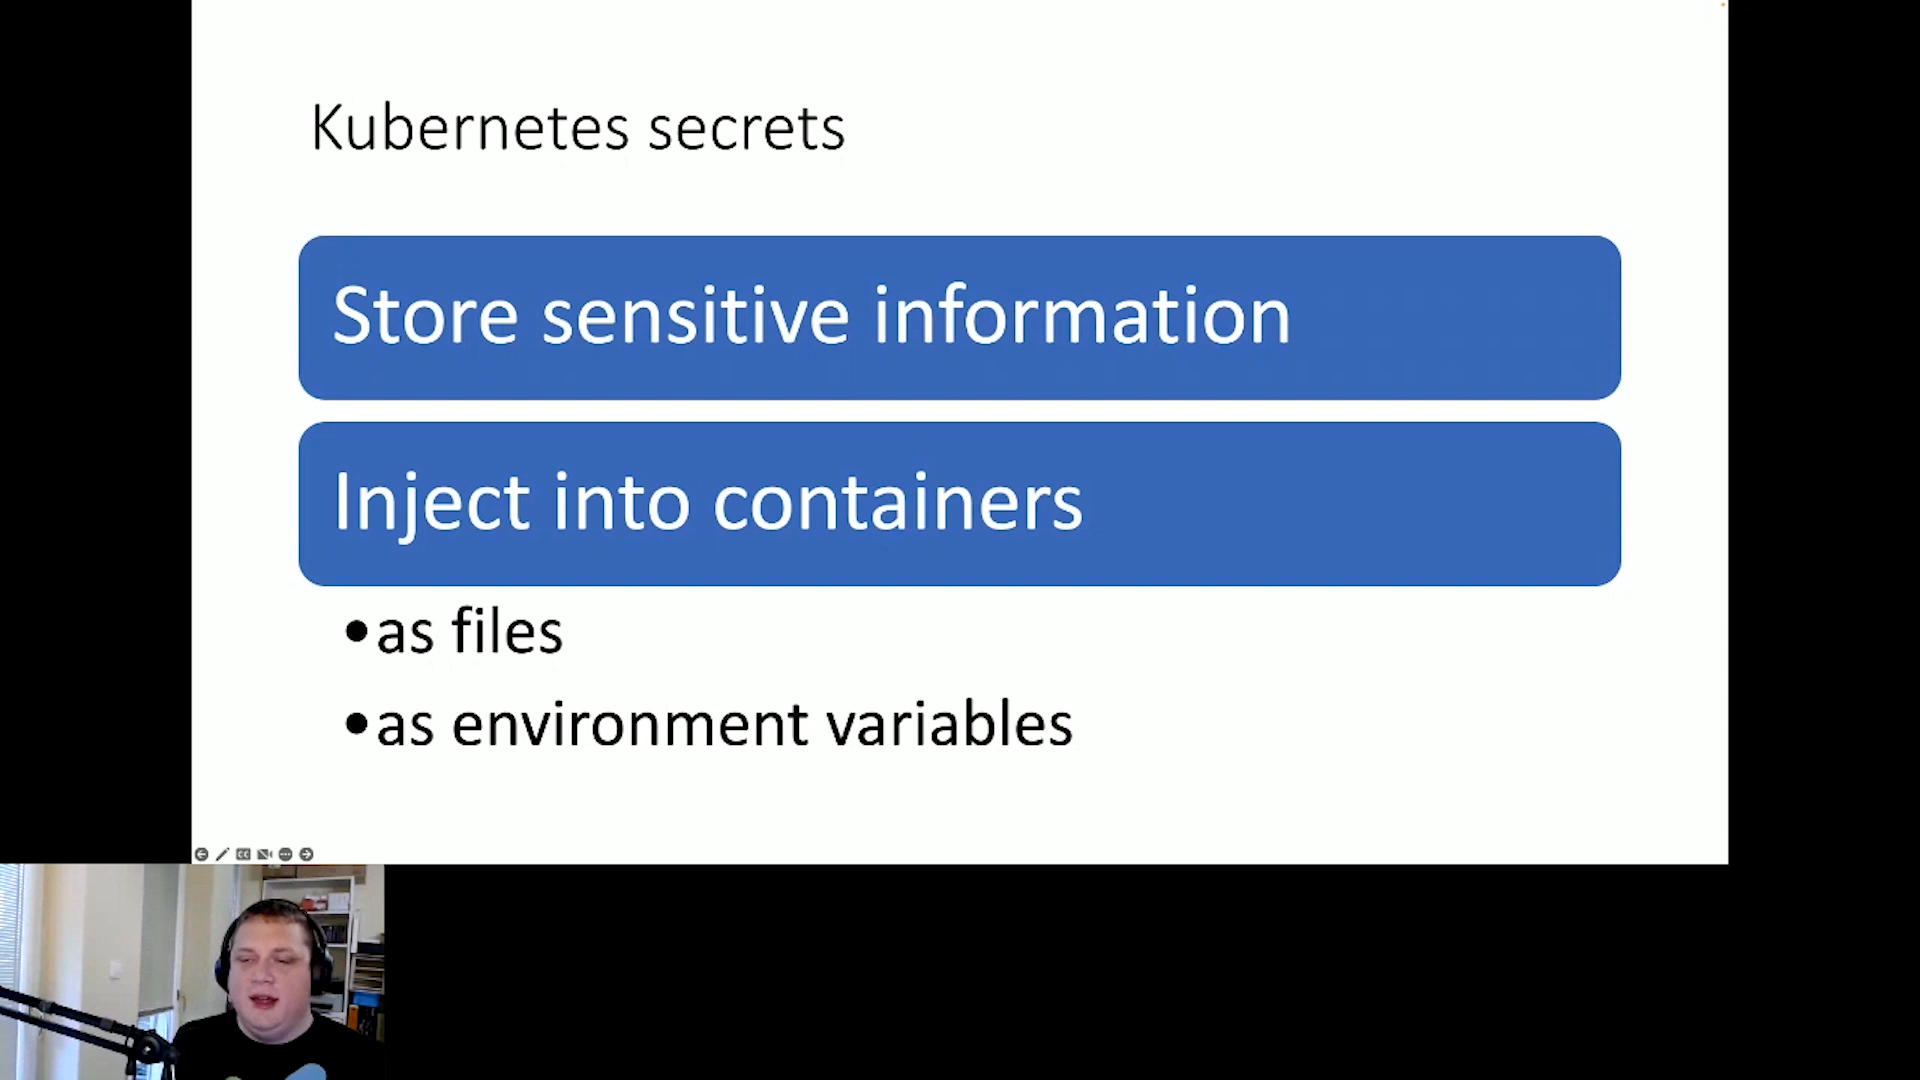 Kubernetes secrets
Store sensitive information
Inject into containers
•as files
•as environment variables